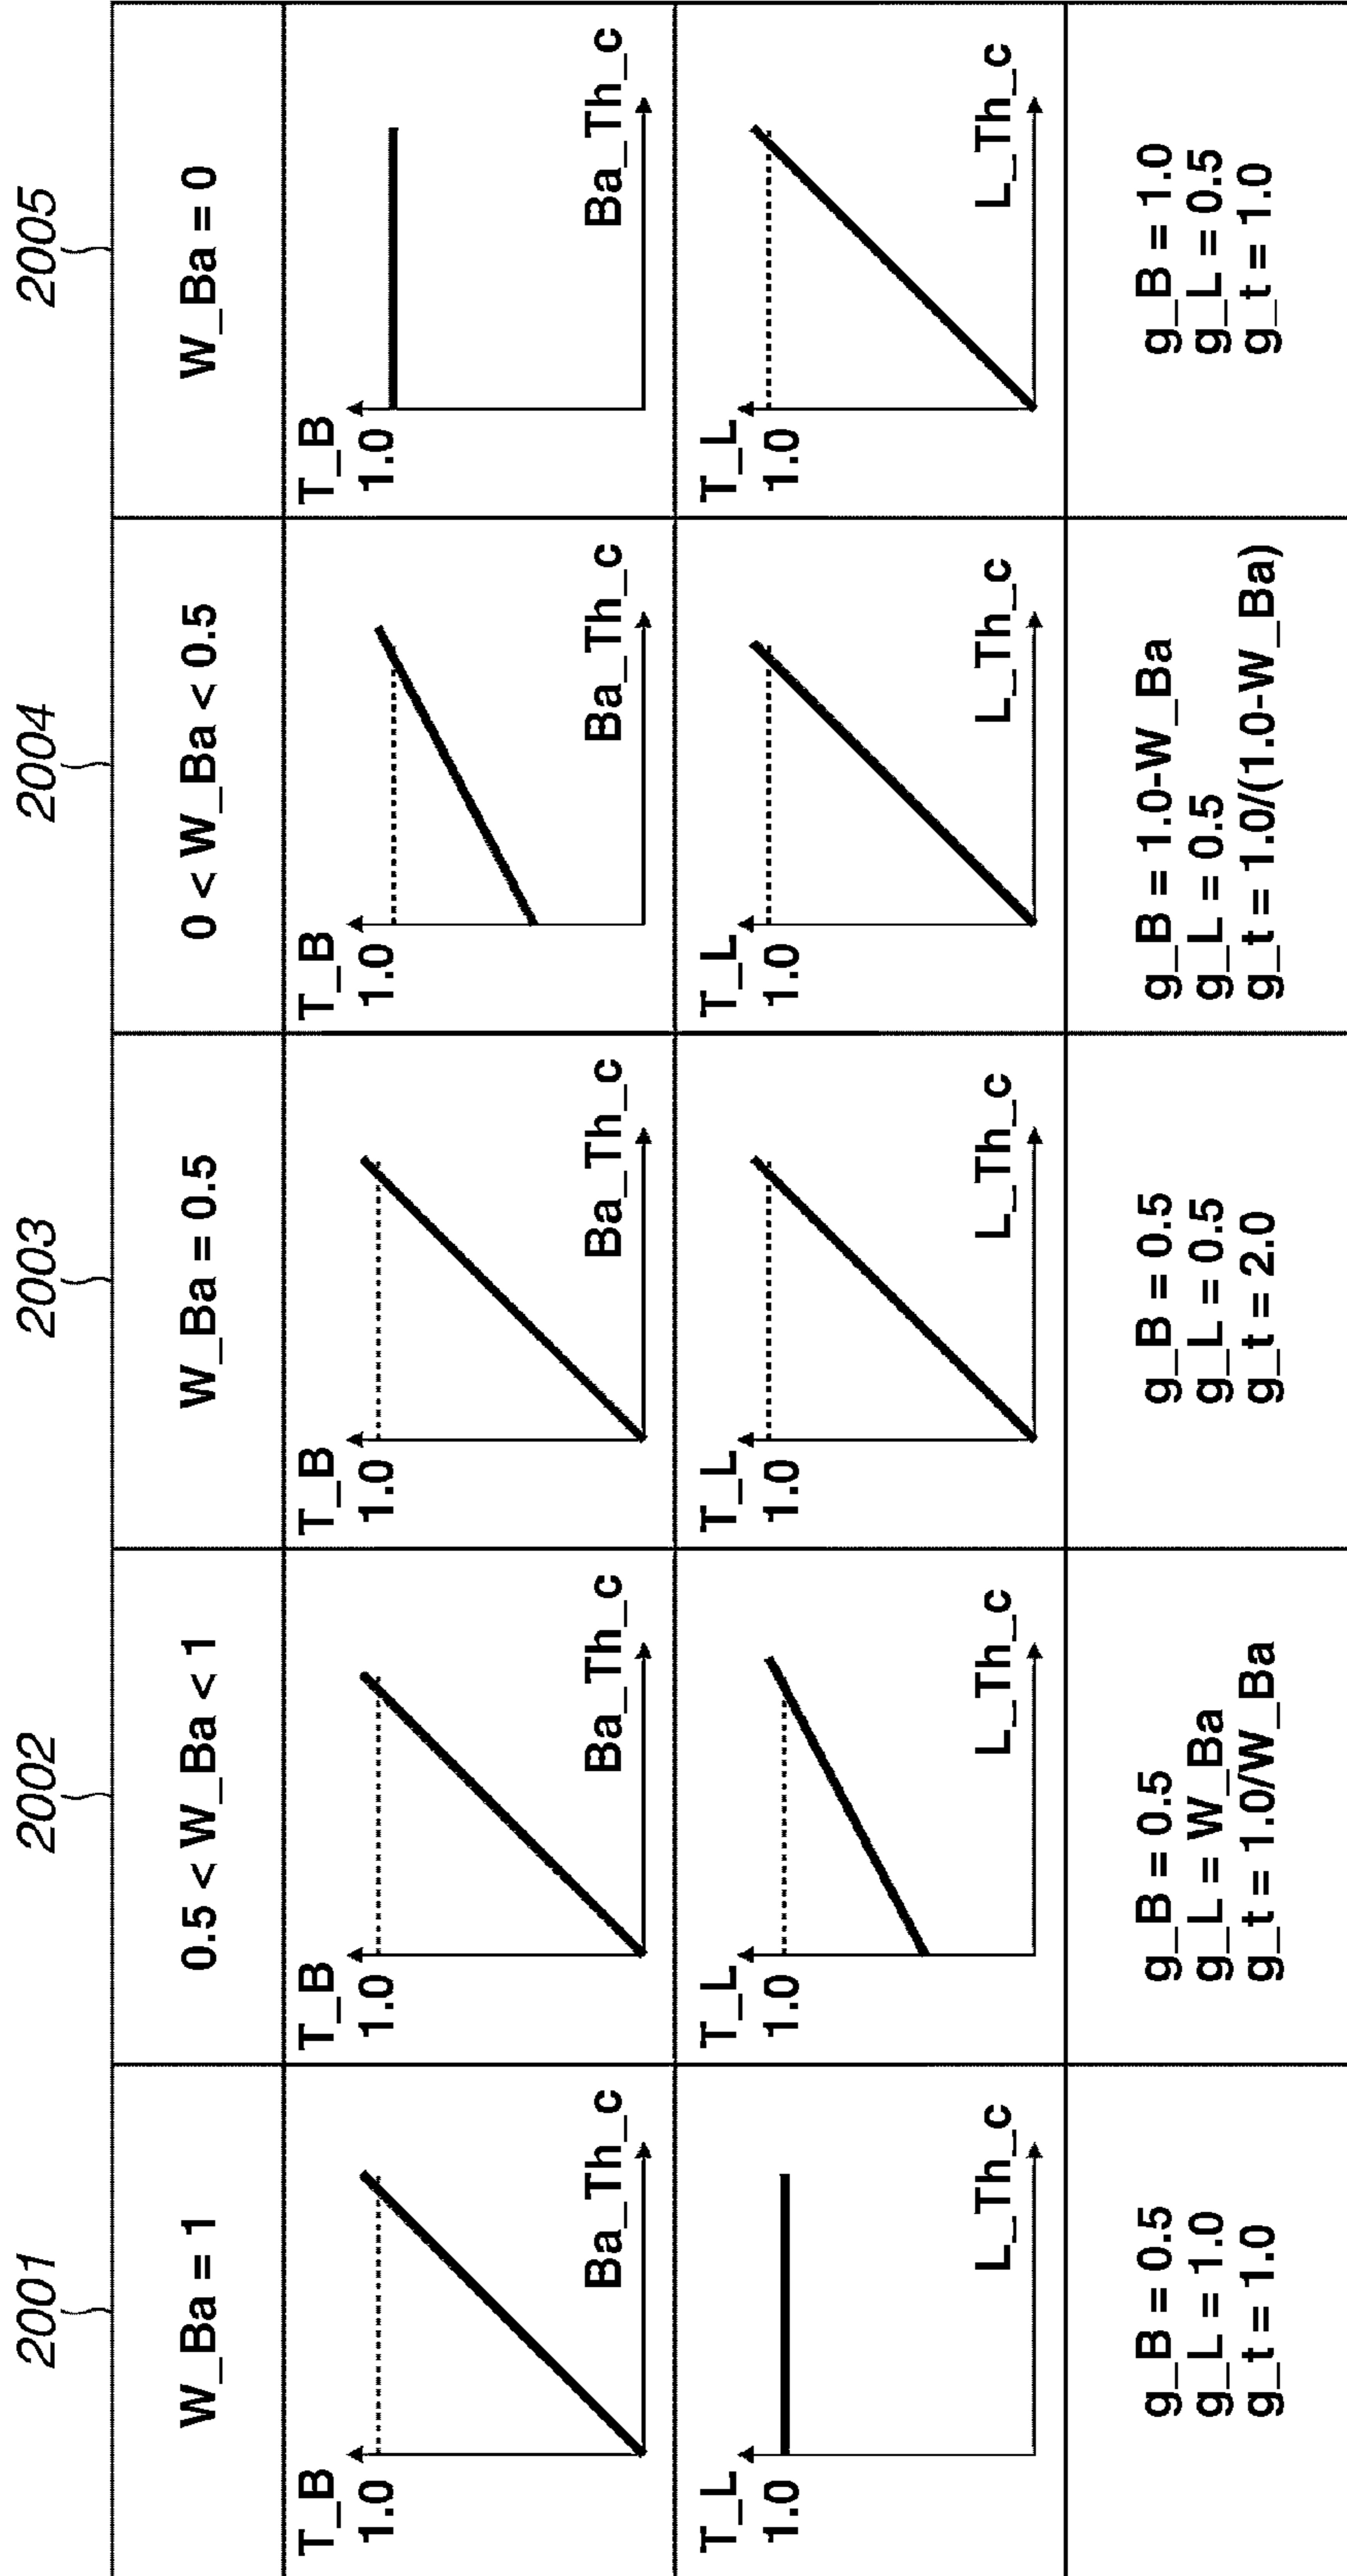 2001
2002
2003
2004
2005
W_Ba = 1
0.5 < W_Ba < 1
W_Ba = 0.5
0 < W_Ba < 0.5
W_Ba = 0
T_B
1.0
Ba_Th_c
T_B
1.0
Ba_Th_c
T_B
1.0
Ba_Th_c
T_B
1.0
Ba_Th_c
T_B
1.0
Ba_Th_c
T_L
1.0
L_Th_c
T_L
1.0
L_Th_c
T_L
1.0
L_Th_c
T_L
1.0
L_Th_c
T_L
1.0
L_Th_c
g_B = 0.5
g_L = 1.0
g_t = 1.0
g_B = 0.5
g_L = W_Ba
g_t = 1.0/W_Ba
g_B = 0.5
g_L = 0.5
g_t = 2.0
g_B = 1.0-W_Ba
g_L = 0.5
g_t = 1.0/(1.0-W_Ba)
g_B = 1.0
g_L = 0.5
g_t = 1.0